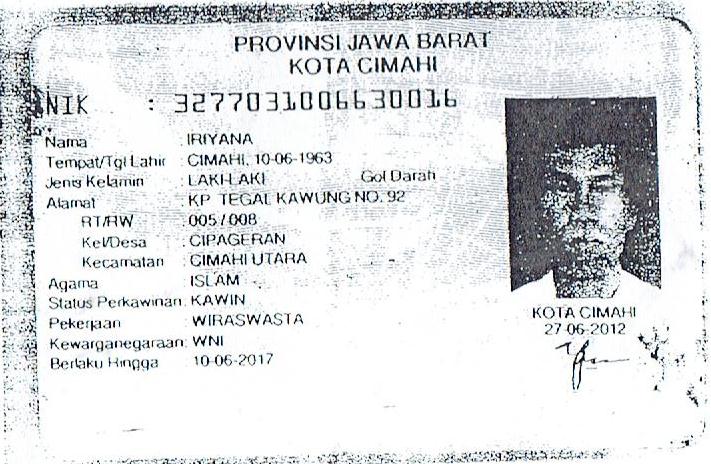 PROVINSI JAWA BARAT
KOTA CIMAHI
NIK : 3277031006630016
Nama : IRIYANA
Tempat/Tgl Lahir : CIMAHI, 10-06-1963
Jenis Kelamin : LAKI-LAKI Gol Darah
Alamat : KP TEGAL KAWUNG NO. 92
RT/RW : 005 / 008
Kel/Desa : CIPAGERAN
Kecamatan : CIMAHI UTARA
Agama : ISLAM
Status Perkawinan : KAWIN
Pekerjaan : WIRASWASTA
Kewarganegaraan : WNI
Berlaku Hingga : 10-06-2017
KOTA CIMAHI
27-06-2012